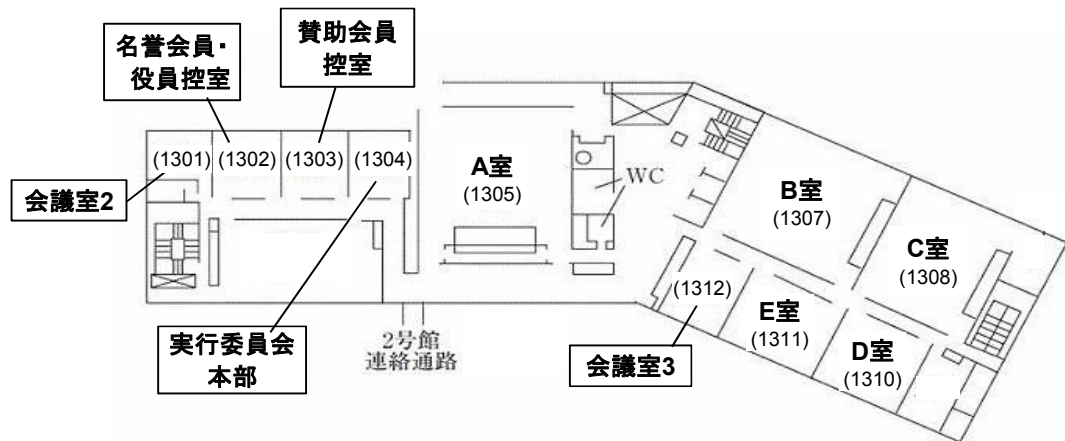 名誉会員・
役員控室
賛助会員
控室
(1301)
(1302)
(1303)
(1304)
会議室2
A室
(1305)
WC
B室
(1307)
C室
(1308)
(1312)
E室
(1311)
D室
(1310)
実行委員会
本部
2号館
連絡通路
会議室3